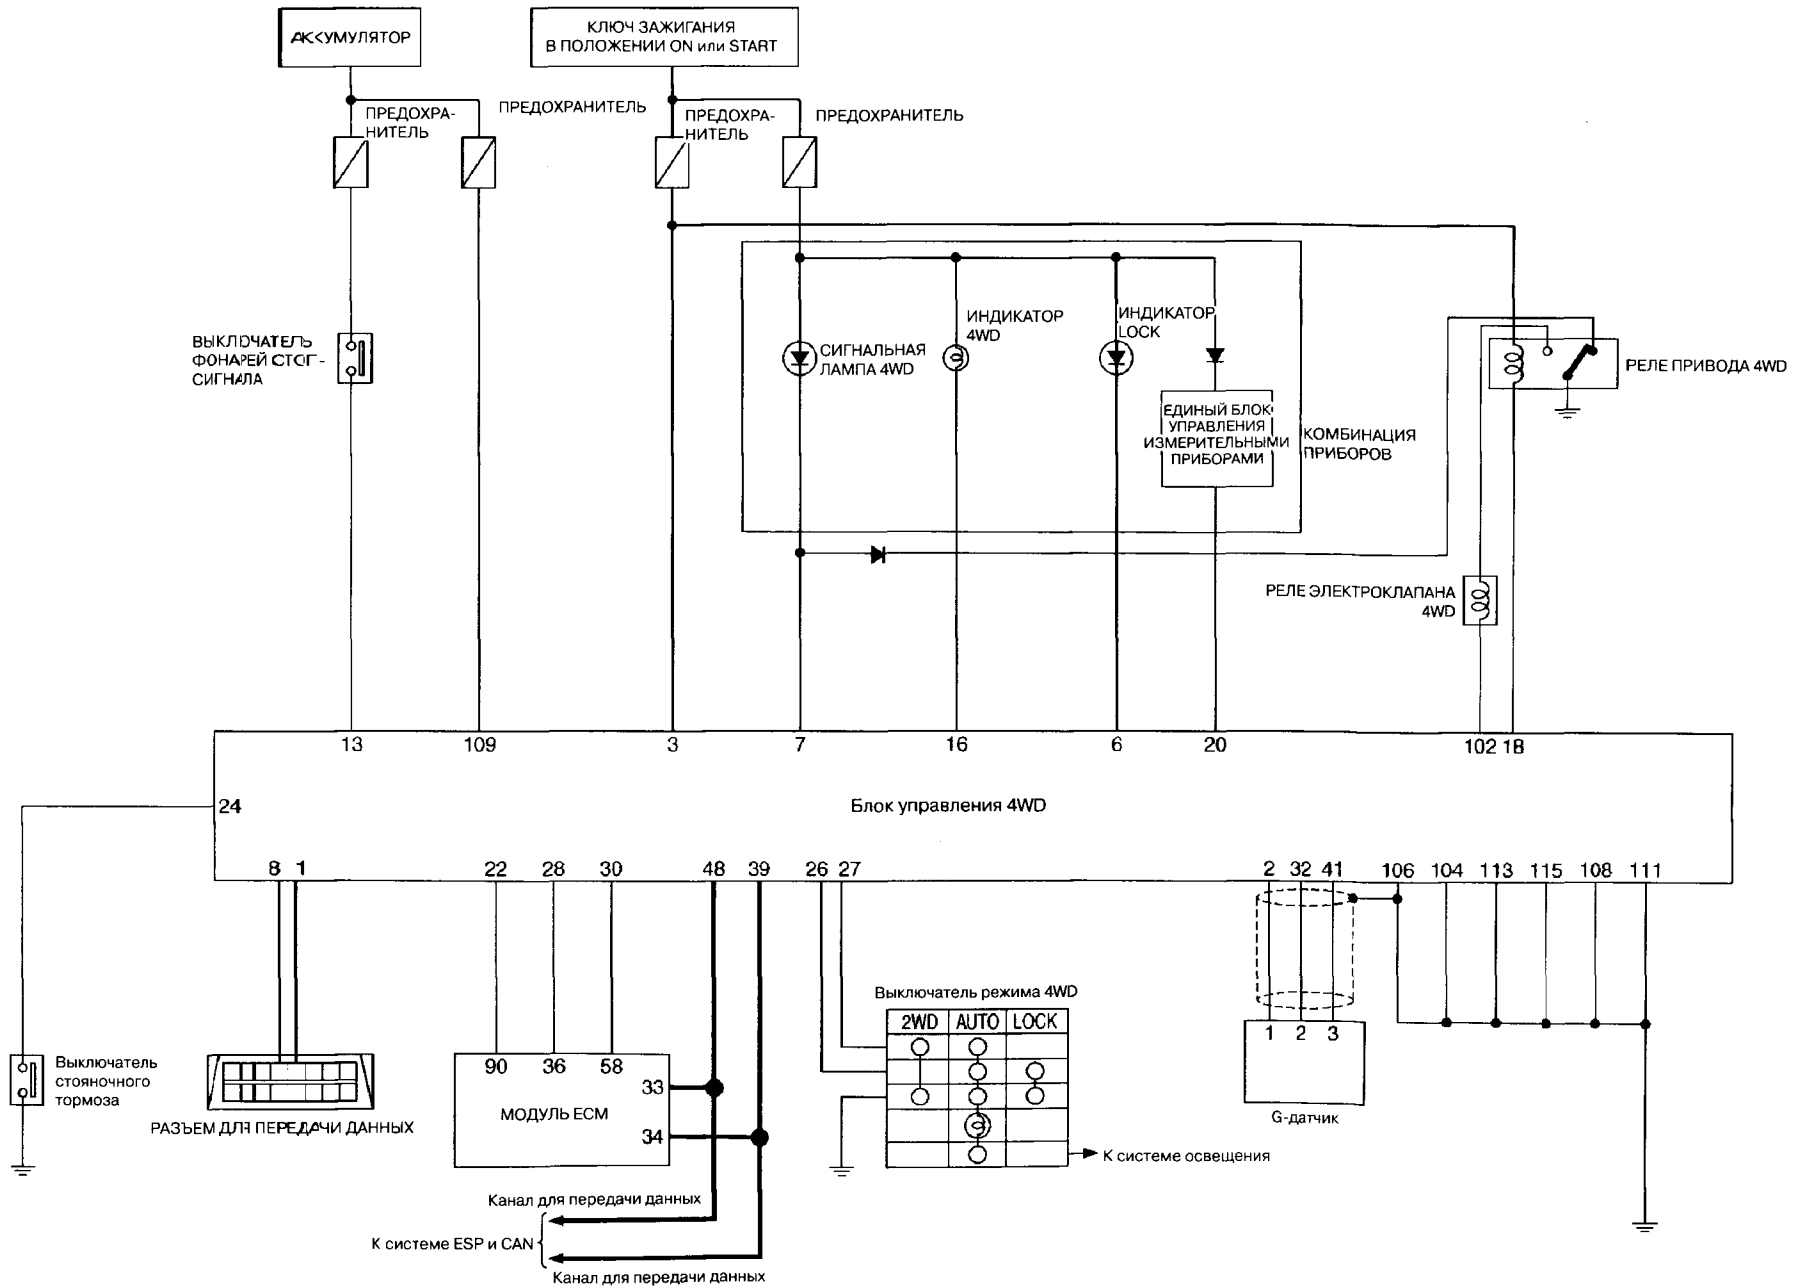 АККУМУЛЯТОР
КЛЮЧ ЗАЖИГАНИЯ
В ПОЛОЖЕНИИ ON или START
ПРЕДОХРА-
НИТЕЛЬ
ПРЕДОХРАНИТЕЛЬ
ПРЕДОХРА-
НИТЕЛЬ
ПРЕДОХРАНИТЕЛЬ
ВЫКЛЮЧАТЕЛЬ
ФОНАРЕЙ СТОГ-
СИГНАЛА
СИГНАЛЬНАЯ
ЛАМПА 4WD
ИНДИКАТОР
4WD
ИНДИКАТОР
LOCK
ЕДИНЫЙ БЛОК
УПРАВЛЕНИЯ
ИЗМЕРИТЕЛЬНЫМИ
ПРИБОРАМИ
КОМБИНАЦИЯ
ПРИБОРОВ
РЕЛЕ ПРИВОДА 4WD
РЕЛЕ ЭЛЕКТРОКЛАПАНА
4WD
13 109 3 7 16 6 20 102 18
24
Блок управления 4WD
8 1 22 28 30 48 39 26 27 2 32 41 106 104 113 115 108 111
Выключатель
стояночного
тормоза
РАЗЪЕМ ДЛЯ ПЕРЕДАЧИ ДАННЫХ
90 36 58
33
МОДУЛЬ ECM
34
Выключатель режима 4WD
2WD AUTO LOCK
К системе освещения
1 2 3
G-датчик
Канал для передачи данных
К системе ESP и CAN
Канал для передачи данных